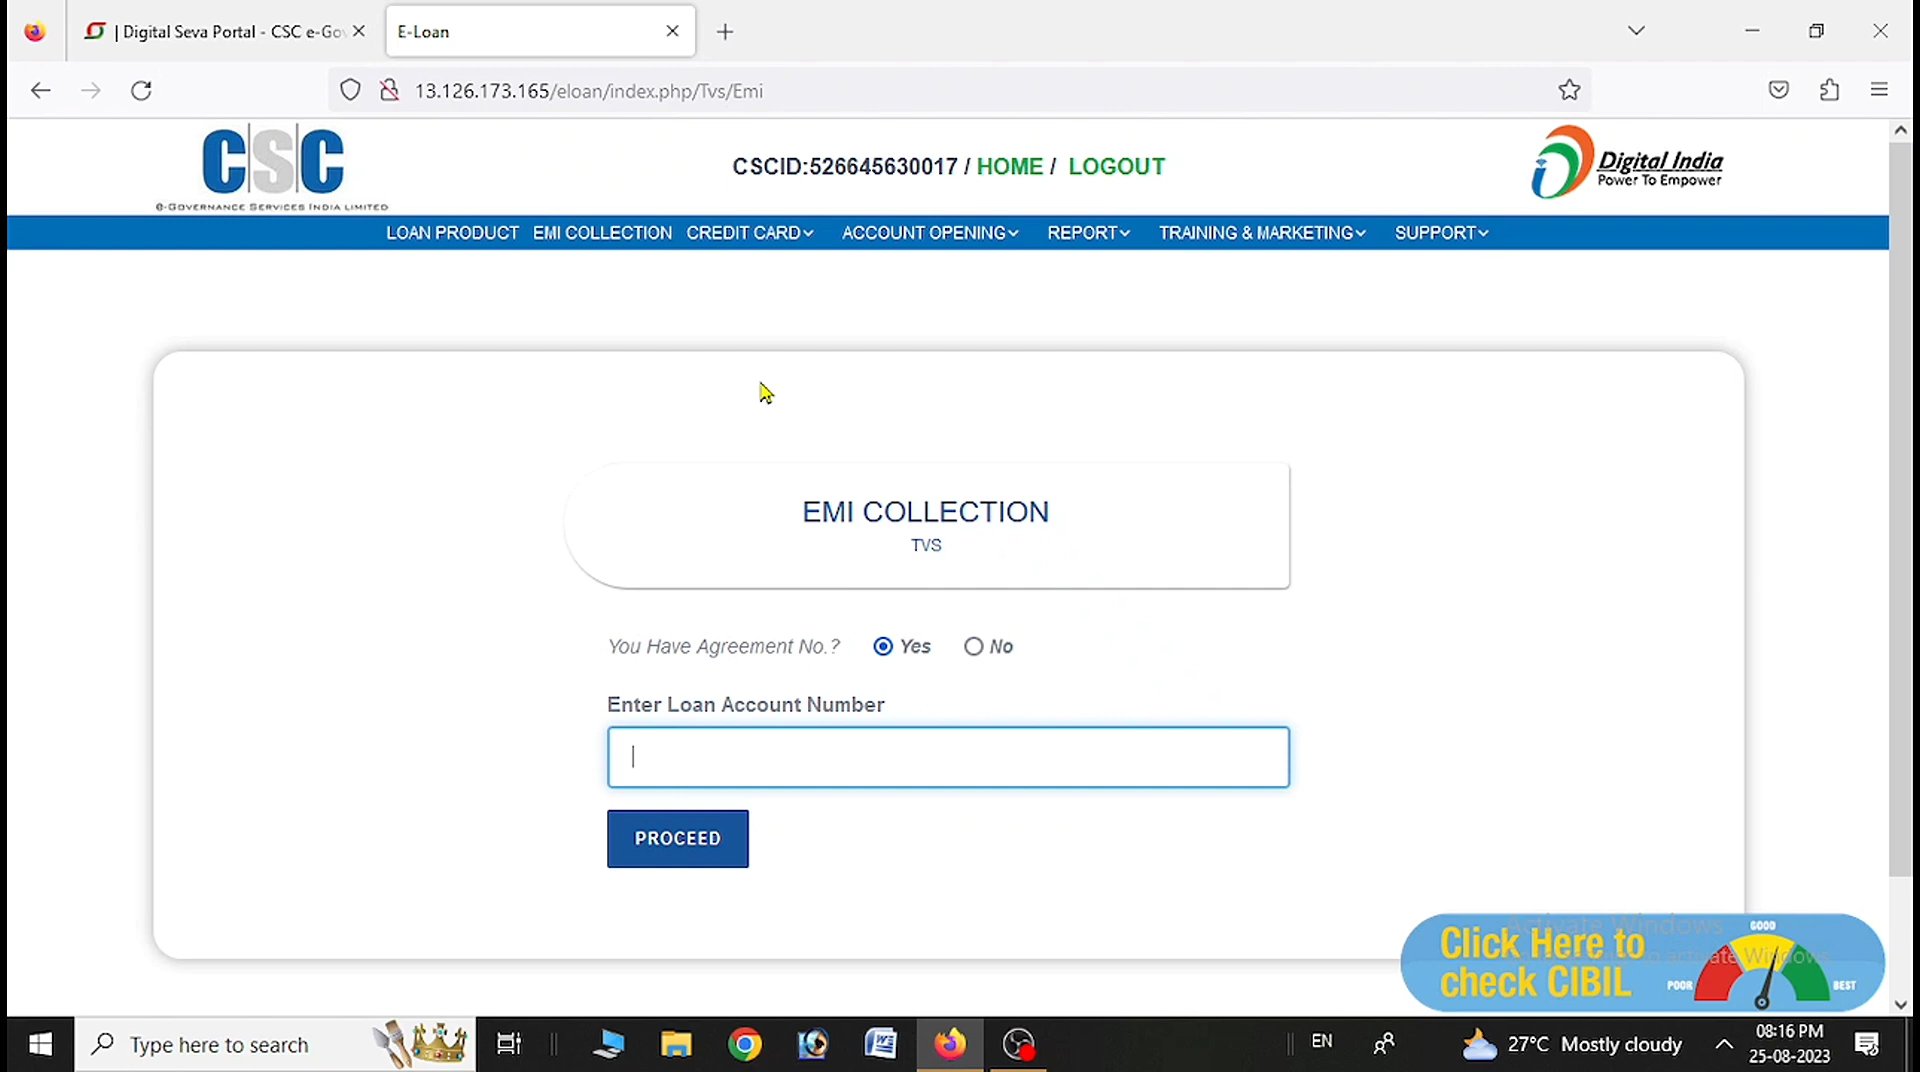 | Digital Seva Portal - CSC e-Gov
E-Loan
13.126.173.165/eloan/index.php/Tvs/Emi
CSC
e-Governance Services India Limited
CSCID:526645630017 / HOME / LOGOUT
Digital India
Power To Empower
LOAN PRODUCT EMI COLLECTION CREDIT CARD ACCOUNT OPENING REPORT TRAINING & MARKETING SUPPORT
EMI COLLECTION
TVS
You Have Agreement No.? Yes No
Enter Loan Account Number
PROCEED
Activate Windows
Click Here to
check CIBIL
POOR GOOD BEST
Type here to search
EN
27°C Mostly cloudy
08:16 PM
25-08-2023